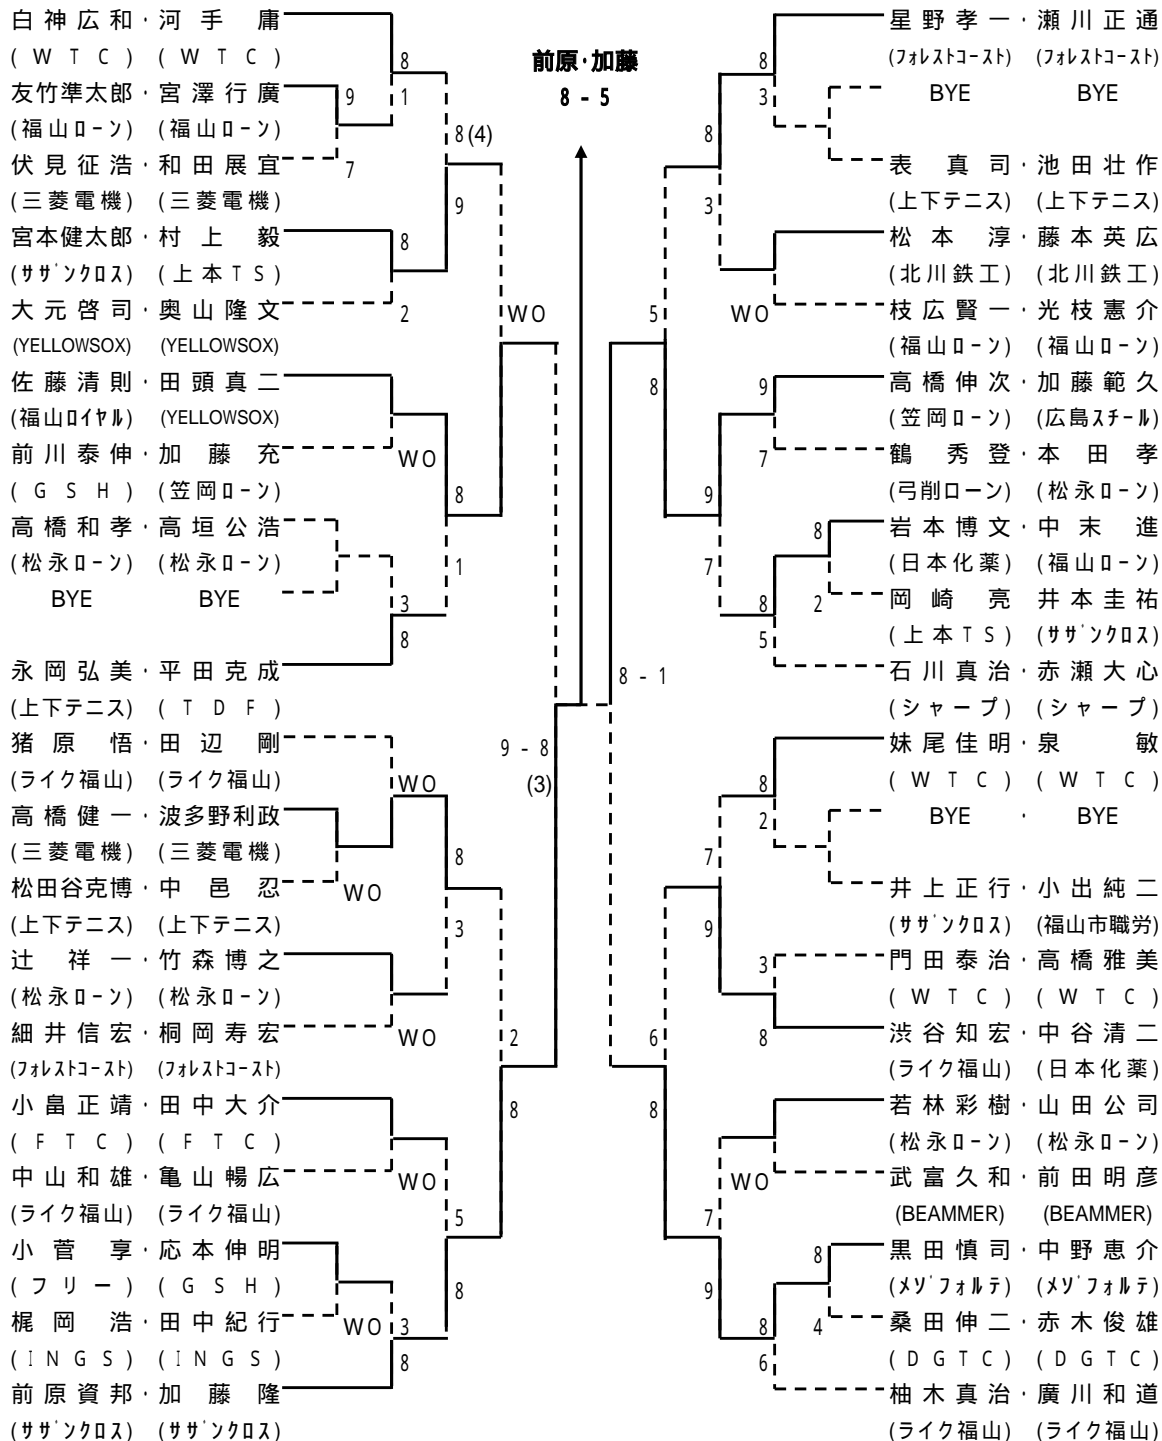 前原・加藤
8 - 5
白神広和・河手庸
(WTC) (WTC)
8
友竹準太郎・宮澤行廣
9
1
(福山ローン) (福山ローン)
8(4)
伏見征浩・和田展宜
7
(三菱電機) (三菱電機)
9
宮本健太郎・村上毅
8
(ササ゛ンクロス) (上本TS)
大元啓司・奥山隆文
2
WO
(YELLOWSOX) (YELLOWSOX)
佐藤清則・田頭真二
(福山ロイヤル) (YELLOWSOX)
前川泰伸・加藤充
WO
(GSH) (笠岡ローン)
8
高橋和孝・高垣公浩
(松永ローン) (松永ローン)
1
BYE BYE
3
8
永岡弘美・平田克成
(上下テニス) (TDF)
猪原悟・田辺剛
9 - 8
(ライク福山) (ライク福山)
WO
(3)
高橋健一・波多野利政
(三菱電機) (三菱電機)
8
松田谷克博・中邑忍
WO
(上下テニス) (上下テニス)
3
辻祥一・竹森博之
(松永ローン) (松永ローン)
細井信宏・桐岡寿宏
WO
2
(フォレストコースト) (フォレストコースト)
小畠正靖・田中大介
8
(FTC) (FTC)
中山和雄・亀山暢広
WO
(ライク福山) (ライク福山)
5
小菅享・応本伸明
(フリー) (GSH)
8
梶岡浩・田中紀行
WO
3
(INGS) (INGS)
8
前原資邦・加藤隆
(ササ゛ンクロス) (ササ゛ンクロス)
星野孝一・瀬川正通
8
(フォレストコースト) (フォレストコースト)
3
BYE BYE
8
表真司・池田壮作
(上下テニス) (上下テニス)
3
松本淳・藤本英広
(北川鉄工) (北川鉄工)
5
WO
枝広賢一・光枝憲介
(福山ローン) (福山ローン)
8
9
高橋伸次・加藤範久
(笠岡ローン) (広島スチール)
7
鶴秀登・本田孝
9
(弓削ローン) (松永ローン)
8
岩本博文・中末進
7
(日本化薬) (福山ローン)
8
2
岡崎亮 井本圭祐
5
(上本TS) (ササ゛ンクロス)
石川真治・赤瀬大心
8 - 1
(シャープ) (シャープ)
妹尾佳明・泉敏
8
(WTC) (WTC)
2
BYE・BYE
7
井上正行・小出純二
(ササ゛ンクロス) (福山市職労)
9
3
門田泰治・高橋雅美
(WTC) (WTC)
6
8
渋谷知宏・中谷清二
(ライク福山) (日本化薬)
8
若林彩樹・山田公司
(松永ローン) (松永ローン)
WO
武富久和・前田明彦
7
(BEAMMER) (BEAMMER)
8
黒田慎司・中野恵介
9
(メソ゛フォルテ) (メソ゛フォルテ)
8
4
桑田伸二・赤木俊雄
6
(DGTC) (DGTC)
柚木真治・廣川和道
(ライク福山) (ライク福山)